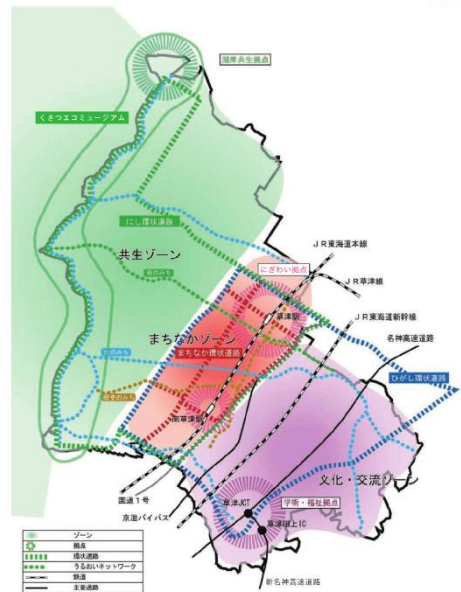 湖岸共生拠点
くさつエコミュージアム
にし環状道路
共生ゾーン
JR東海道本線
にぎわい拠点
JR草津線
草津駅
JR東海道新幹線
まちなかゾーン
名神高速道路
まちなか環状道路
ひがし環状道路
南草津駅
文化・交流ゾーン
国道1号
草津JCT
学術・福祉拠点
京滋バイパス
草津田上IC
新名神高速道路
ゾーン
拠点
環状道路
うるおいネットワーク
鉄道
主要道路